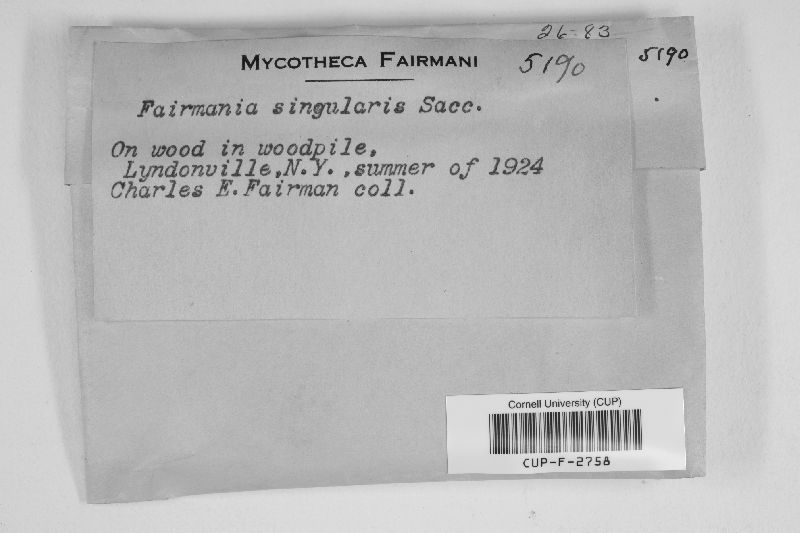 26-83
MYCOTHECA FAIRMANI 5190 5190
Fairmania singularis Sacc.
On wood in woodpile,
Lyndonville,N.Y.,summer of 1924
Charles E.Fairman coll.
Cornell University (CUP)
CUP-F-2758